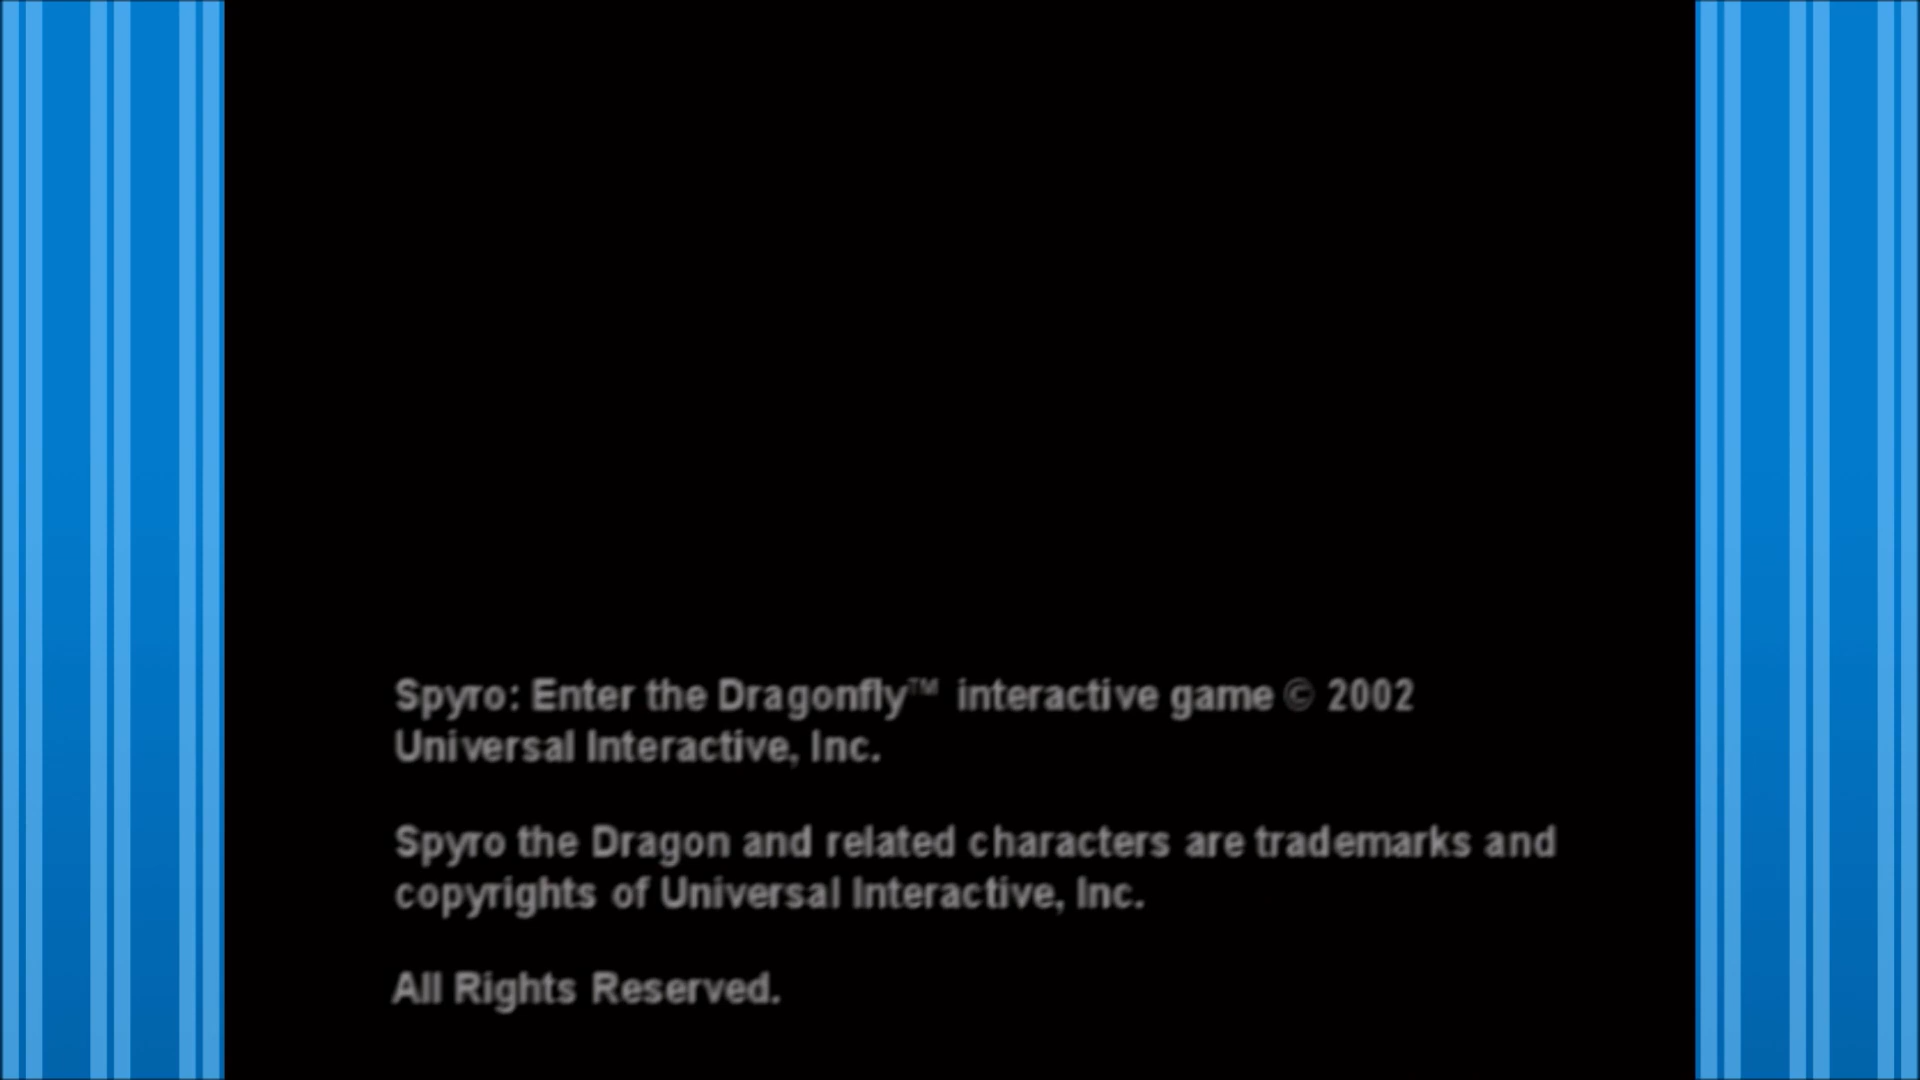 Spyro: Enter the Dragonfly™ interactive game © 2002
Universal Interactive, Inc.
Spyro the Dragon and related characters are trademarks and
copyrights of Universal Interactive, Inc.
All Rights Reserved.